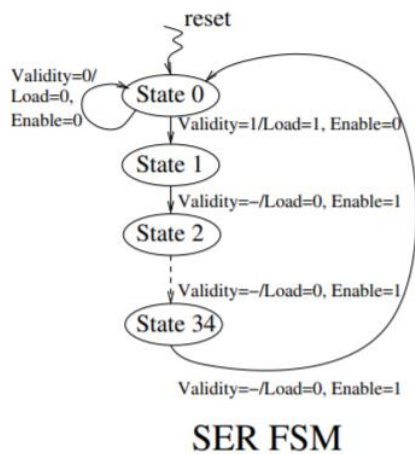 reset
Validity=0/
Load=0,
Enable=0
State 0
Validity=1/Load=1, Enable=0
State 1
Validity=−/Load=0, Enable=1
State 2
Validity=−/Load=0, Enable=1
State 34
Validity=−/Load=0, Enable=1
SER FSM